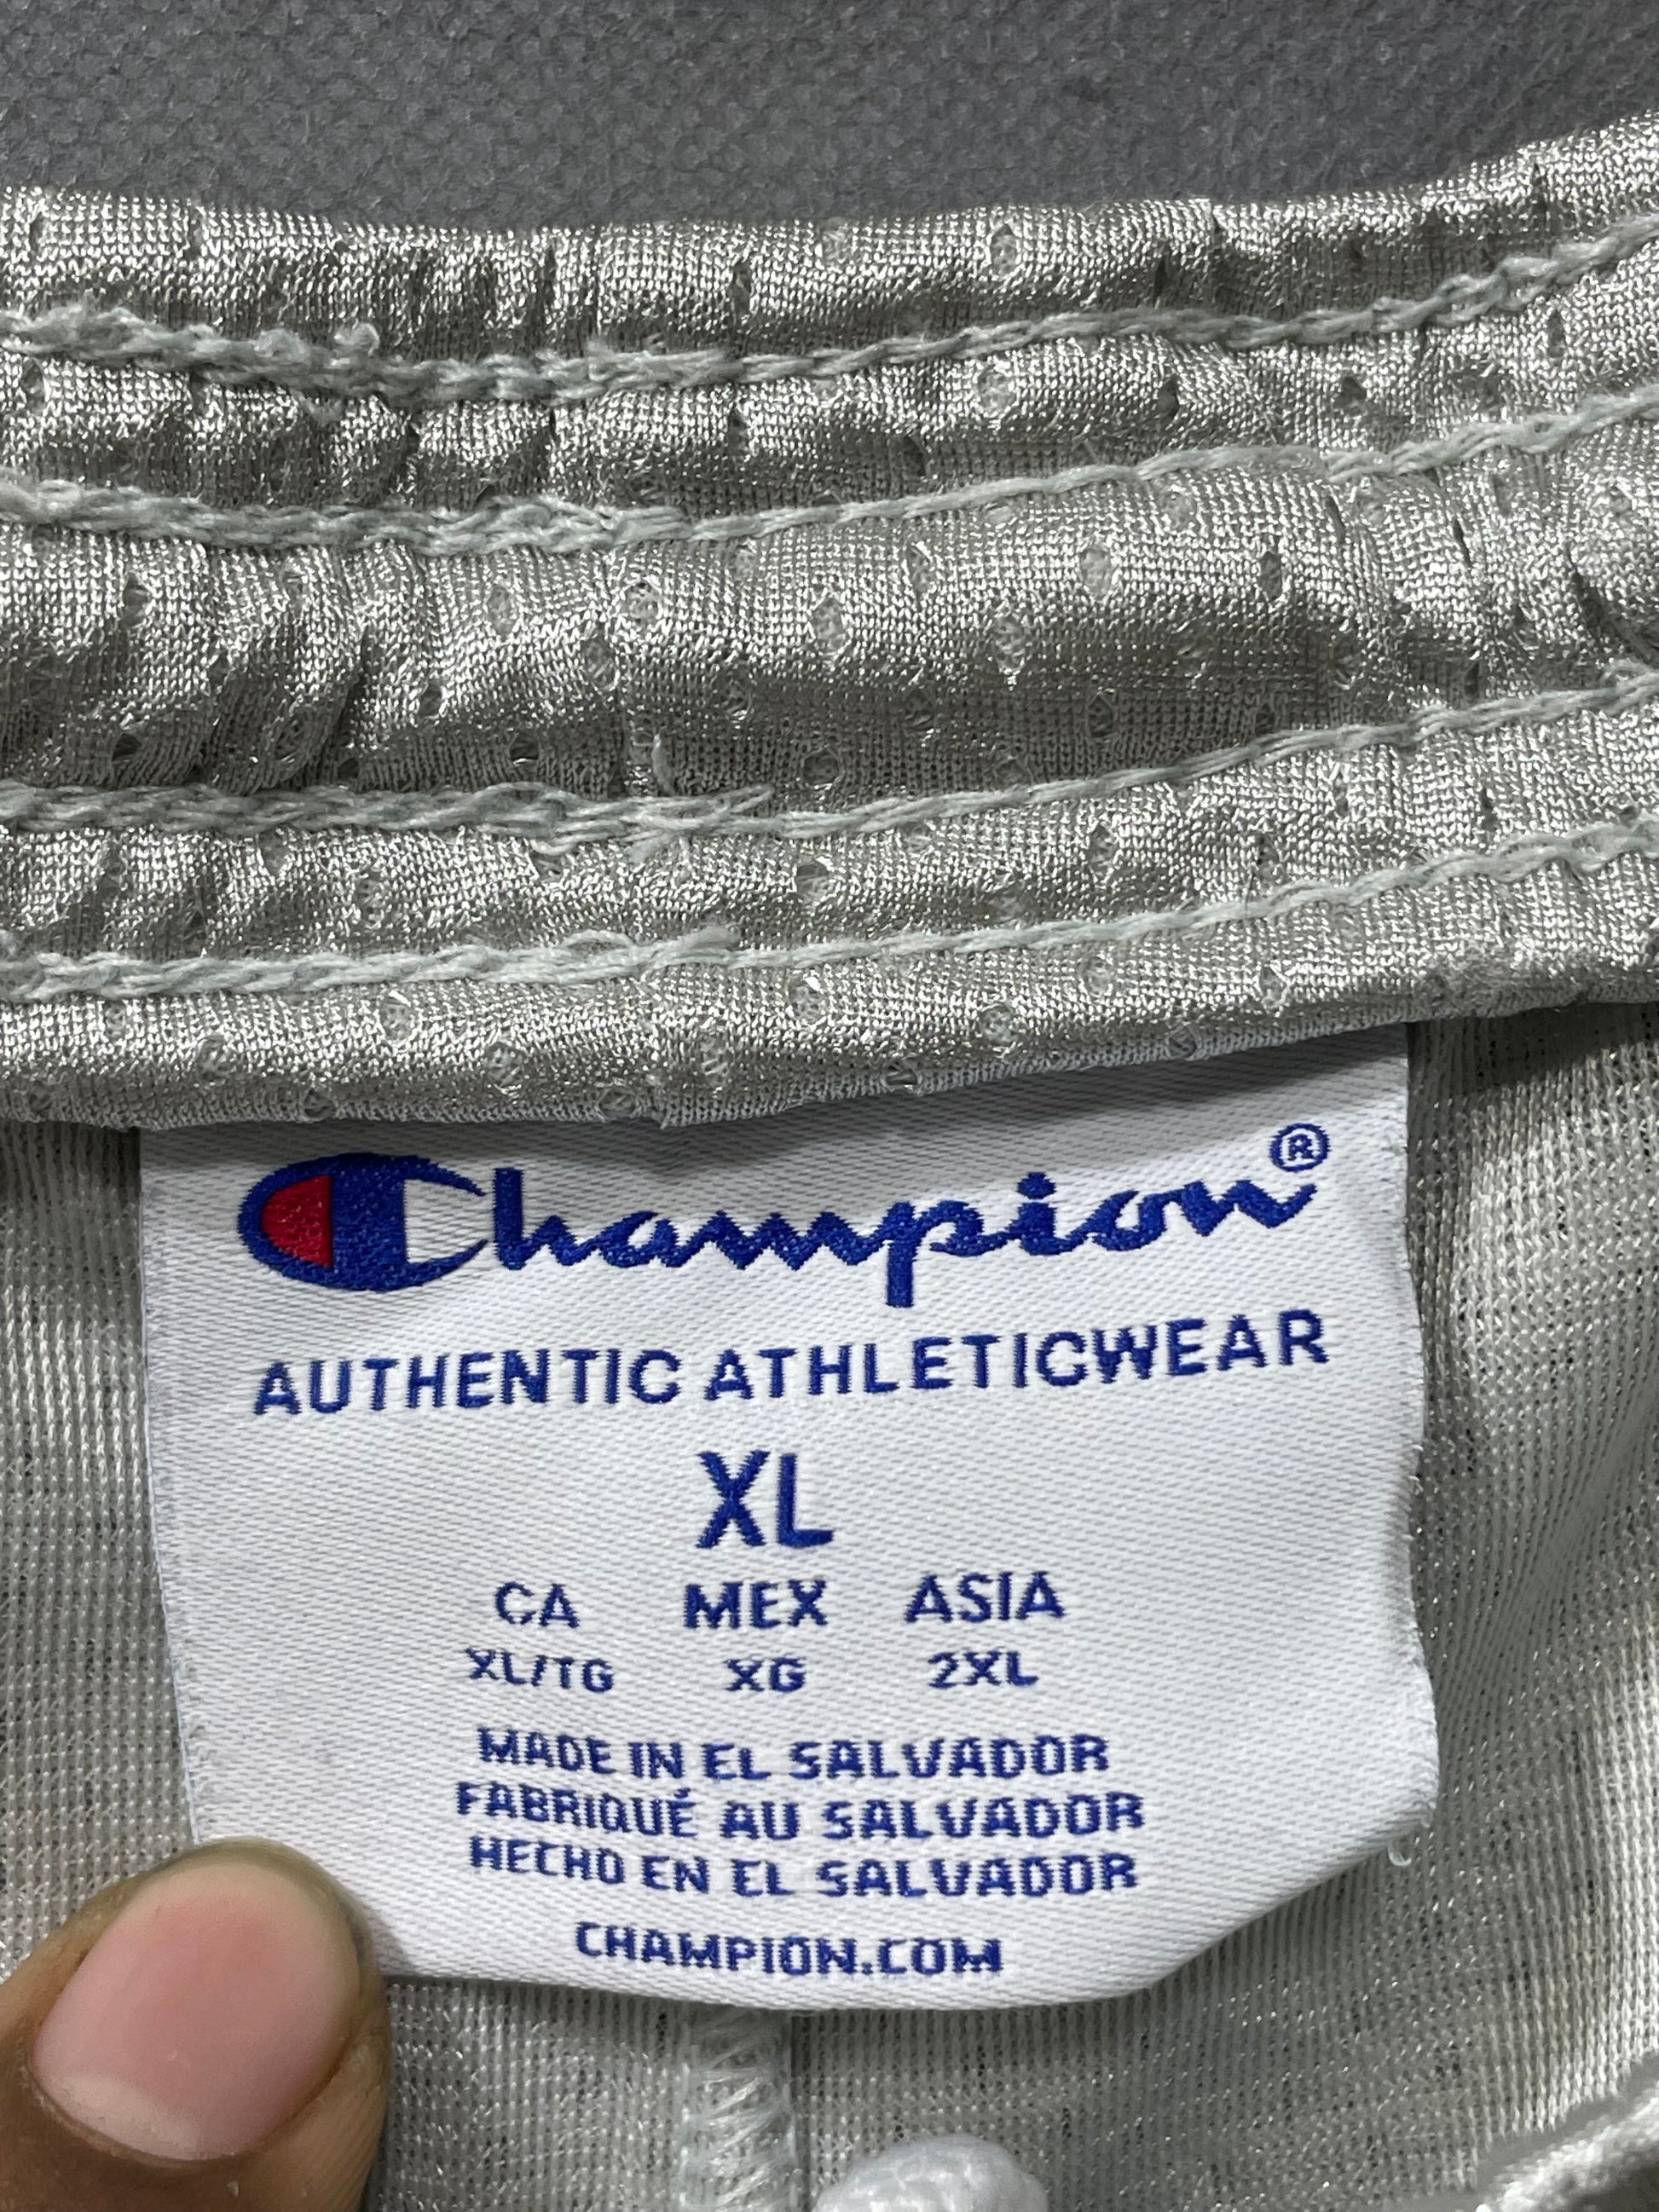 Champion®
AUTHENTIC ATHLETICWEAR
XL
CA MEX ASIA
XL/TG XG 2XL
MADE IN EL SALVADOR
FABRIQUÉ AU SALVADOR
HECHO EN EL SALVADOR
CHAMPION.COM